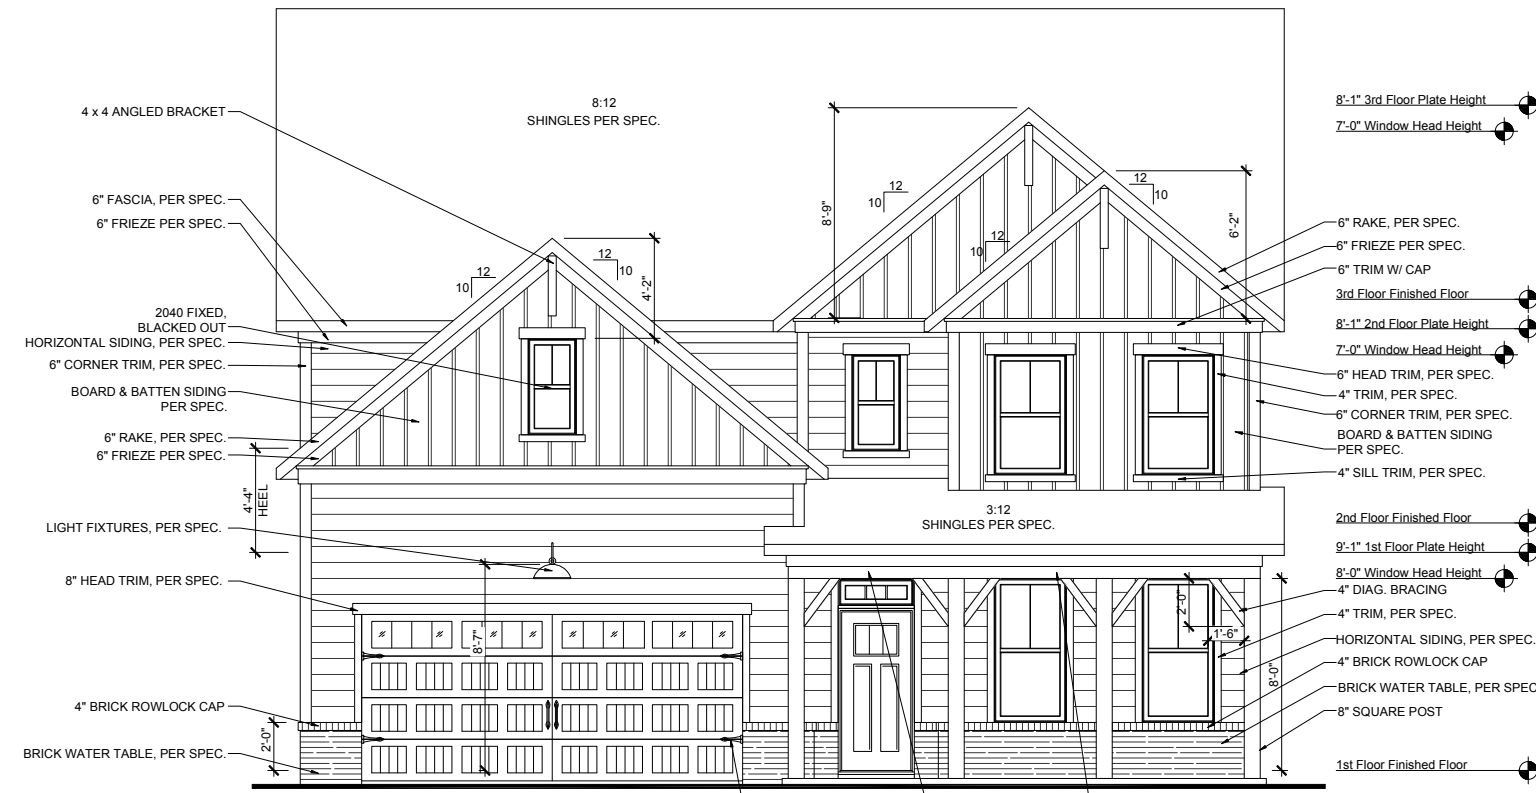 8:12
SHINGLES PER SPEC.
4 x 4 ANGLED BRACKET
6" FASCIA, PER SPEC.
6" FRIEZE PER SPEC.
2040 FIXED,
BLACKED OUT
HORIZONTAL SIDING, PER SPEC.
6" CORNER TRIM, PER SPEC.
BOARD & BATTEN SIDING
PER SPEC.
6" RAKE, PER SPEC.
6" FRIEZE PER SPEC.
4'-4"
HEEL
LIGHT FIXTURES, PER SPEC.
8" HEAD TRIM, PER SPEC.
4" BRICK ROWLOCK CAP
2'-0"
BRICK WATER TABLE, PER SPEC.
12
10
12
10
4'-2"
8'-9"
12
10
12
10
12
10
6'-2"
3:12
SHINGLES PER SPEC.
8'-7"
2'-0"
1'-6"
8'-0"
8'-1" 3rd Floor Plate Height
7'-0" Window Head Height
6" RAKE, PER SPEC.
6" FRIEZE PER SPEC.
6" TRIM W/ CAP
3rd Floor Finished Floor
8'-1" 2nd Floor Plate Height
7'-0" Window Head Height
6" HEAD TRIM, PER SPEC.
4" TRIM, PER SPEC.
6" CORNER TRIM, PER SPEC.
BOARD & BATTEN SIDING
PER SPEC.
4" SILL TRIM, PER SPEC.
2nd Floor Finished Floor
9'-1" 1st Floor Plate Height
8'-0" Window Head Height
4" DIAG. BRACING
4" TRIM, PER SPEC.
HORIZONTAL SIDING, PER SPEC.
4" BRICK ROWLOCK CAP
BRICK WATER TABLE, PER SPEC
8" SQUARE POST
1st Floor Finished Floor